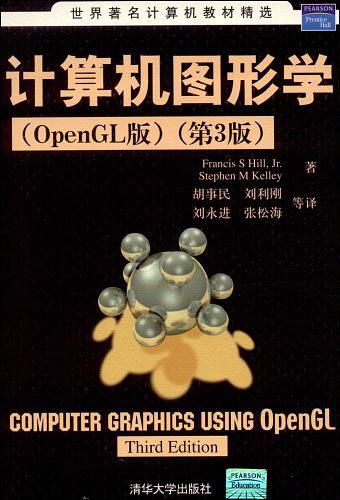 世界著名计算机教材精选
PEARSON
Prentice
Hall
计算机图形学
(OpenGL版)(第3版)
Francis S Hill, Jr.
Stephen M Kelley
著
胡事民 刘利刚
刘永进 张松海
等译
COMPUTER GRAPHICS USING OpenGL
Third Edition
清华大学出版社
PEARSON
Education